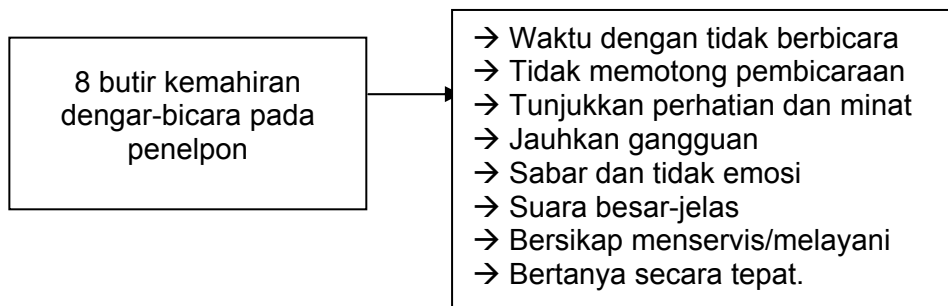 8 butir kemahiran
dengar-bicara pada
penelpon
→ Waktu dengan tidak berbicara
→ Tidak memotong pembicaraan
→ Tunjukkan perhatian dan minat
→ Jauhkan gangguan
→ Sabar dan tidak emosi
→ Suara besar-jelas
→ Bersikap menservis/melayani
→ Bertanya secara tepat.